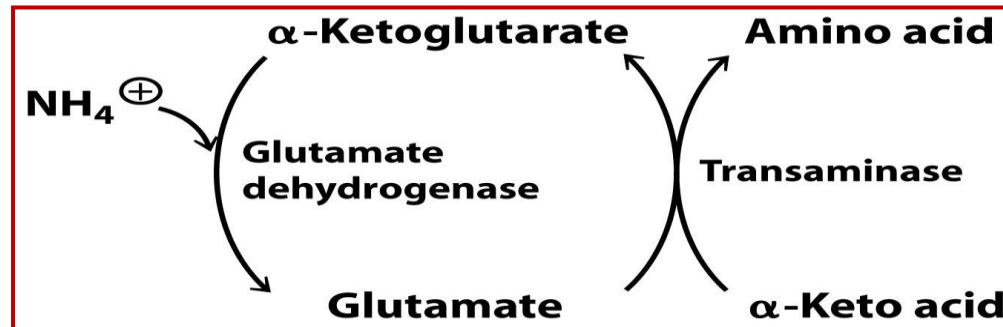 α-Ketoglutarate
Amino acid
NH₄⊕
Glutamate
dehydrogenase
Transaminase
Glutamate
α-Keto acid